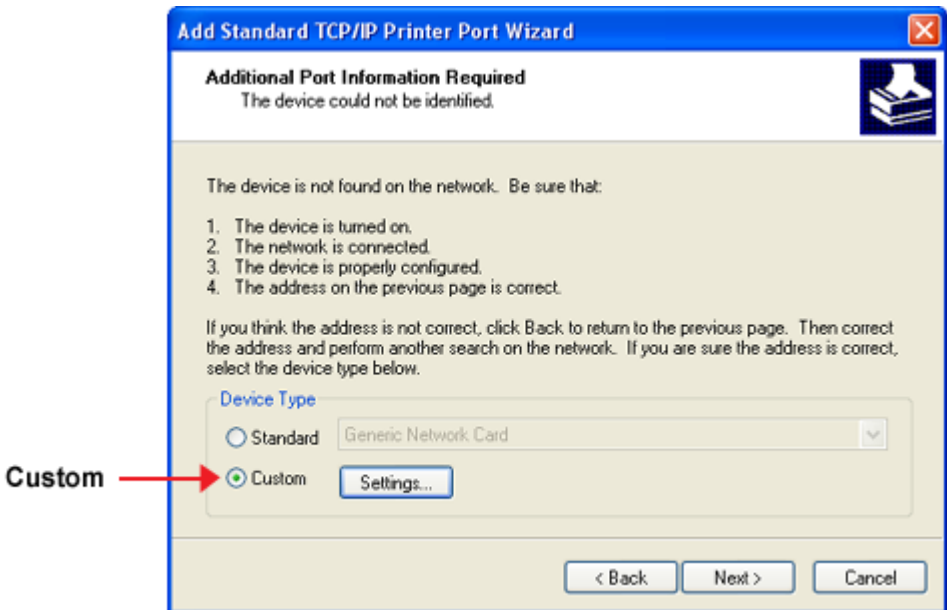 Add Standard TCP/IP Printer Port Wizard
Additional Port Information Required
The device could not be identified.
The device is not found on the network. Be sure that:
1. The device is turned on.
2. The network is connected.
3. The device is properly configured.
4. The address on the previous page is correct.
If you think the address is not correct, click Back to return to the previous page. Then correct
the address and perform another search on the network. If you are sure the address is correct,
select the device type below.
Device Type
Standard Generic Network Card
Custom Custom Settings...
< Back Next > Cancel